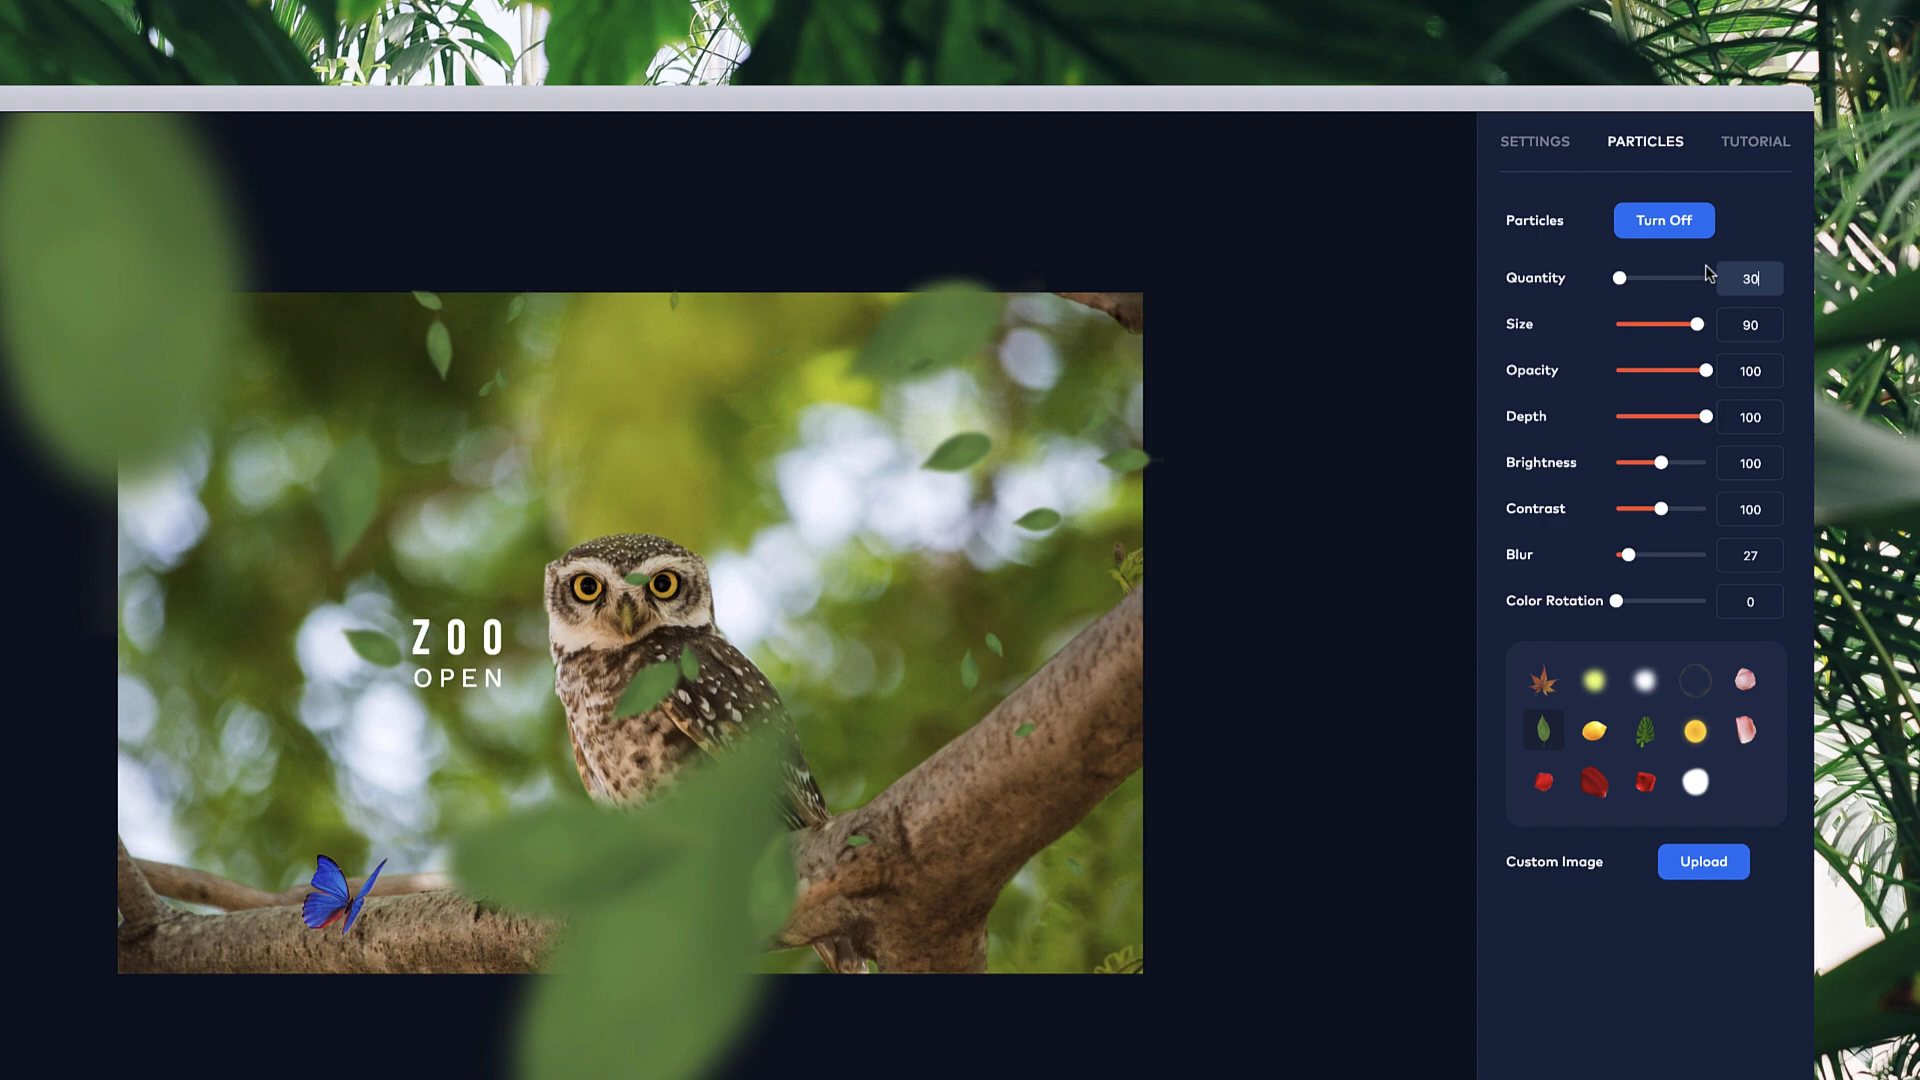 SETTINGS PARTICLES TUTORIAL
Particles Turn Off
Quantity 30
Size 90
Opacity 100
Depth 100
Brightness 100
Contrast 100
Blur 27
Color Rotation 0
Custom Image Upload
ZOO
OPEN